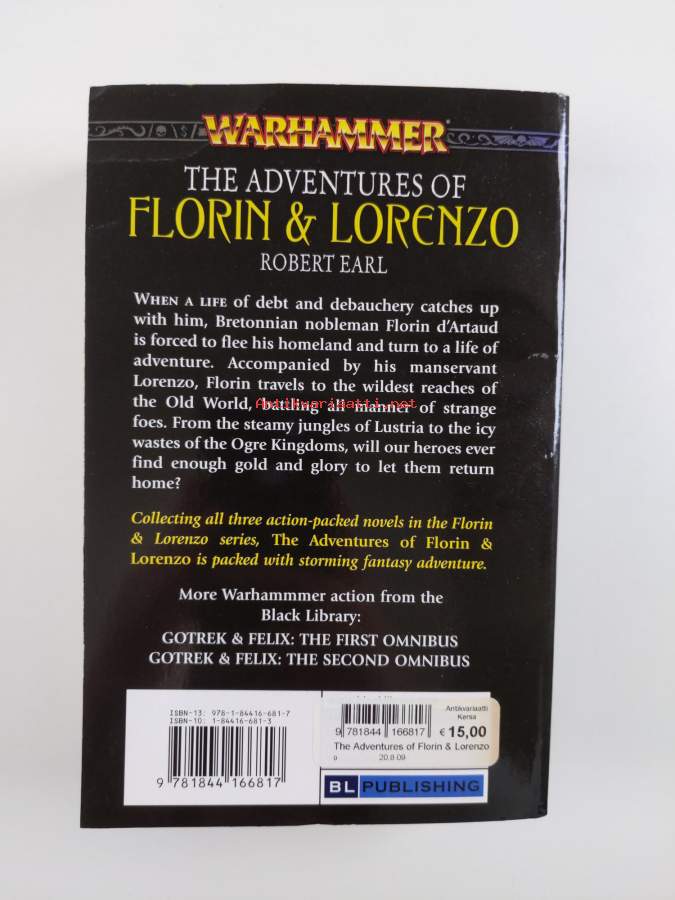 WARHAMMER
THE ADVENTURES OF
FLORIN & LORENZO
ROBERT EARL
WHEN A LIFE of debt and debauchery catches up
with him, Bretonnian nobleman Florin d'Artaud
is forced to flee his homeland and turn to a life of
adventure. Accompanied by his manservant
Lorenzo, Florin travels to the wildest reaches of
the Old World, battling all manner of strange
Antikvariaatti.net
foes. From the steamy jungles of Lustria to the icy
wastes of the Ogre Kingdoms, will our heroes ever
find enough gold and glory to let them return
home?
Collecting all three action-packed novels in the Florin
& Lorenzo series, The Adventures of Florin &
Lorenzo is packed with storming fantasy adventure.
More Warhammmer action from the
Black Library:
GOTREK & FELIX: THE FIRST OMNIBUS
GOTREK & FELIX: THE SECOND OMNIBUS
ISBN-13: 978-1-84416-681-7
ISBN-10: 1-84416-681-3
9 781844 166817
Antikvariaatti
Kersa
€ 15,00
9 781844 166817
The Adventures of Florin & Lorenzo
9 20.8.09
BL PUBLISHING